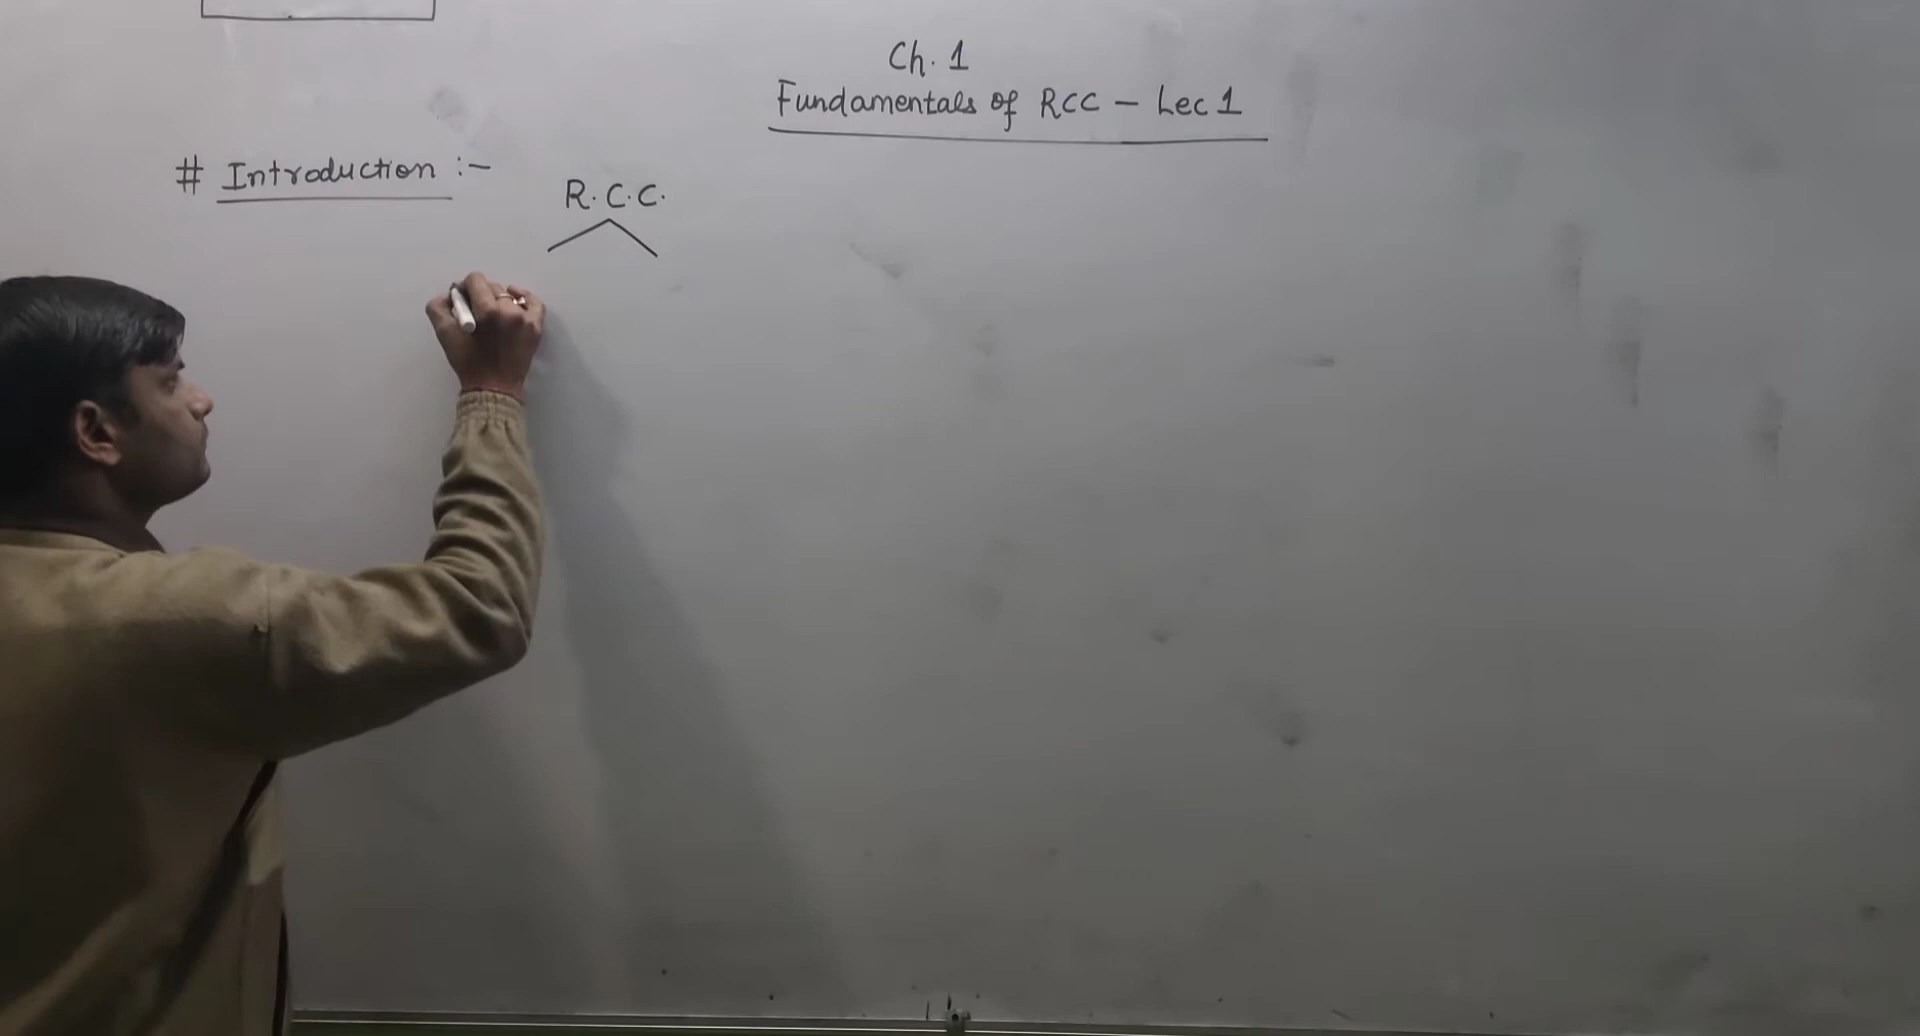 Ch. 1
Fundamentals of RCC - Lec 1
# Introduction :-
R.C.C.